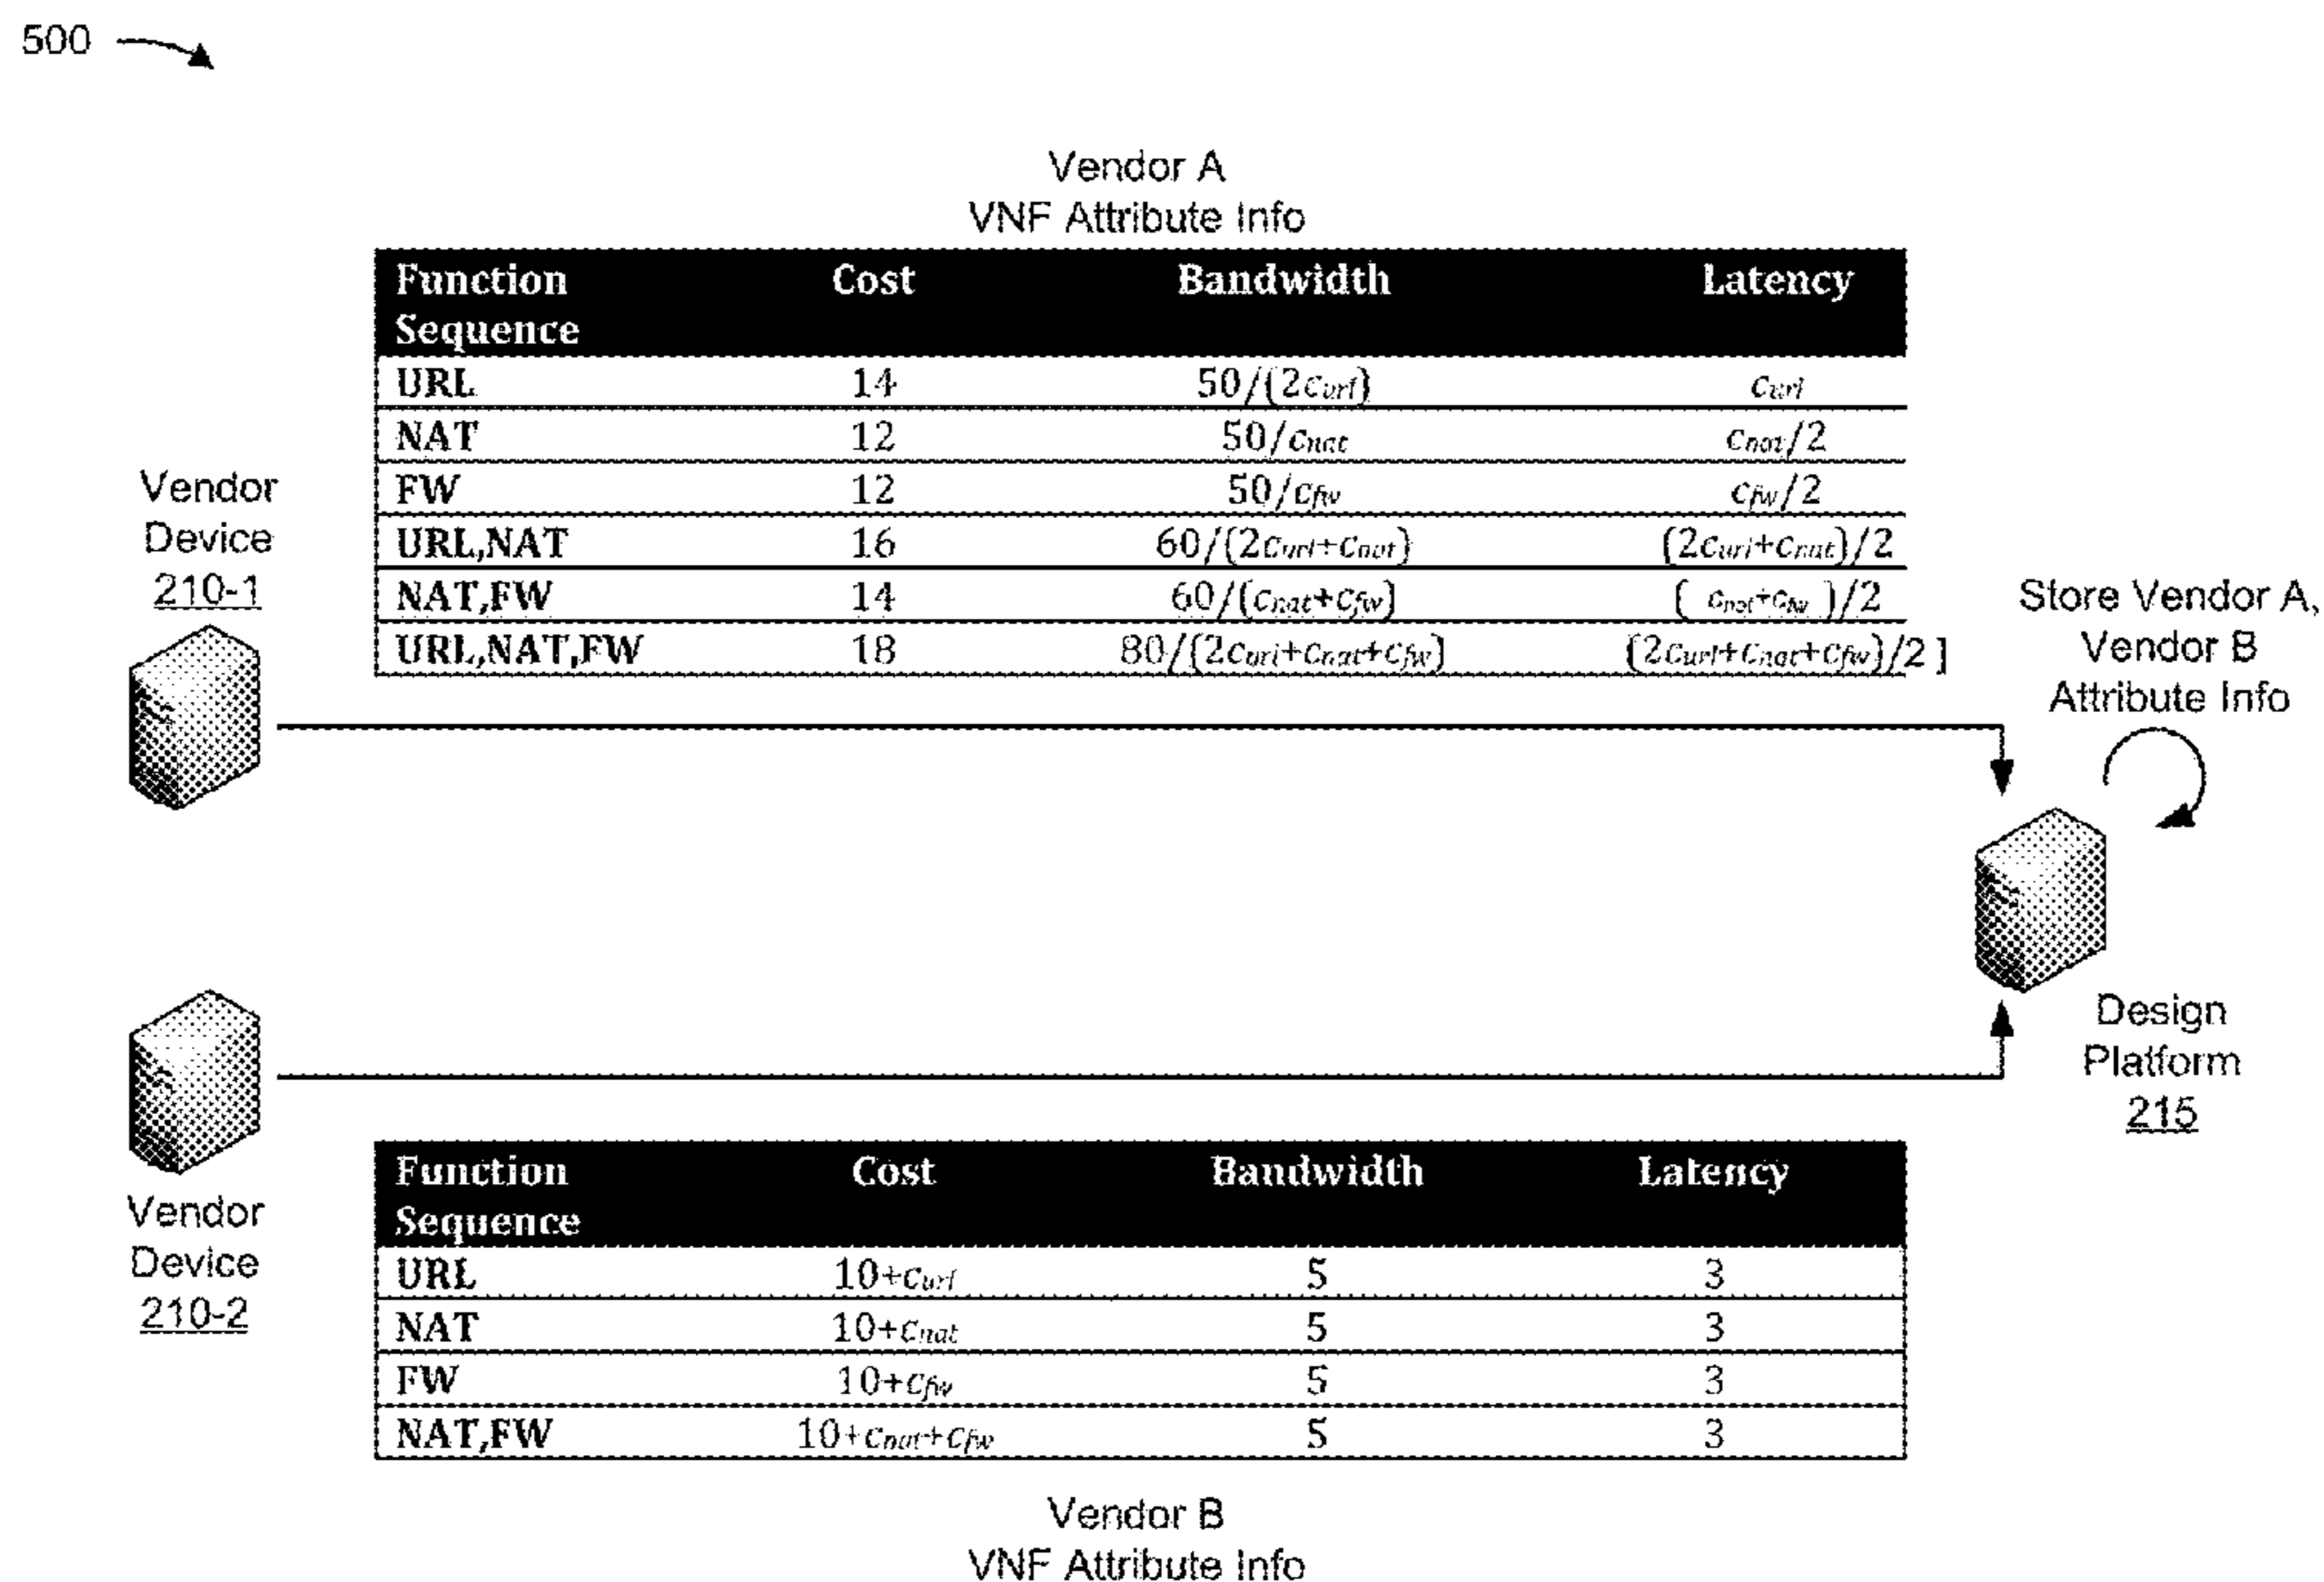 500
Vendor A
VNF Attribute Info
Function Sequence Cost Bandwidth Latency
URL 14 50/(2Curl) Curl
NAT 12 50/Cnat Cnat/2
FW 12 50/Cfw Cfw/2
URL,NAT 16 60/(2Curl+Cnat) (2Curl+Cnat)/2
NAT,FW 14 60/(Cnat+Cfw) ( Cnat+Cfw )/2
URL,NAT,FW 18 80/(2Curl+Cnat+Cfw) (2Curl+Cnat+Cfw)/2 ]
Vendor
Device
210-1
Store Vendor A,
Vendor B
Attribute Info
Design
Platform
215
Vendor
Device
210-2
Function Sequence Cost Bandwidth Latency
URL 10+Curl 5 3
NAT 10+Cnat 5 3
FW 10+Cfw 5 3
NAT,FW 10+Cnat+Cfw 5 3
Vendor B
VNF Attribute Info